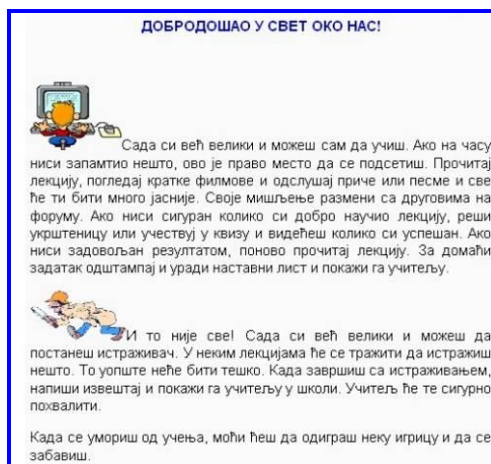 ДОБРОДОШАО У СВЕТ ОКО НАС!
Сада си већ велики и можеш сам да учиш. Ако на часу
ниси запамтио нешто, ово је право место да се подсетиш. Прочитај
лекцију, погледај кратке филмове и одслушај приче или песме и све
ће ти бити много јасније. Своје мишљење размени са друговима на
форуму. Ако ниси сигуран колико си добро научио лекцију, реши
укрштеницу или учествуј у квизу и видећеш колико си успешан. Ако
ниси задовољан резултатом, поново прочитај лекцију. За домаћи
задатак одштампај и уради наставни лист и покажи га учитељу.
И то није све! Сада си већ велики и можеш да
постанеш истраживач. У неким лекцијама ће се тражити да истражиш
нешто. То уопште неће бити тешко. Када завршиш са истраживањем,
напиши извештај и покажи га учитељу у школи. Учитељ ће те сигурно
похвалити.
Када се умориш од учења, моћи ћеш да одиграш неку игрицу и да се
забавиш.